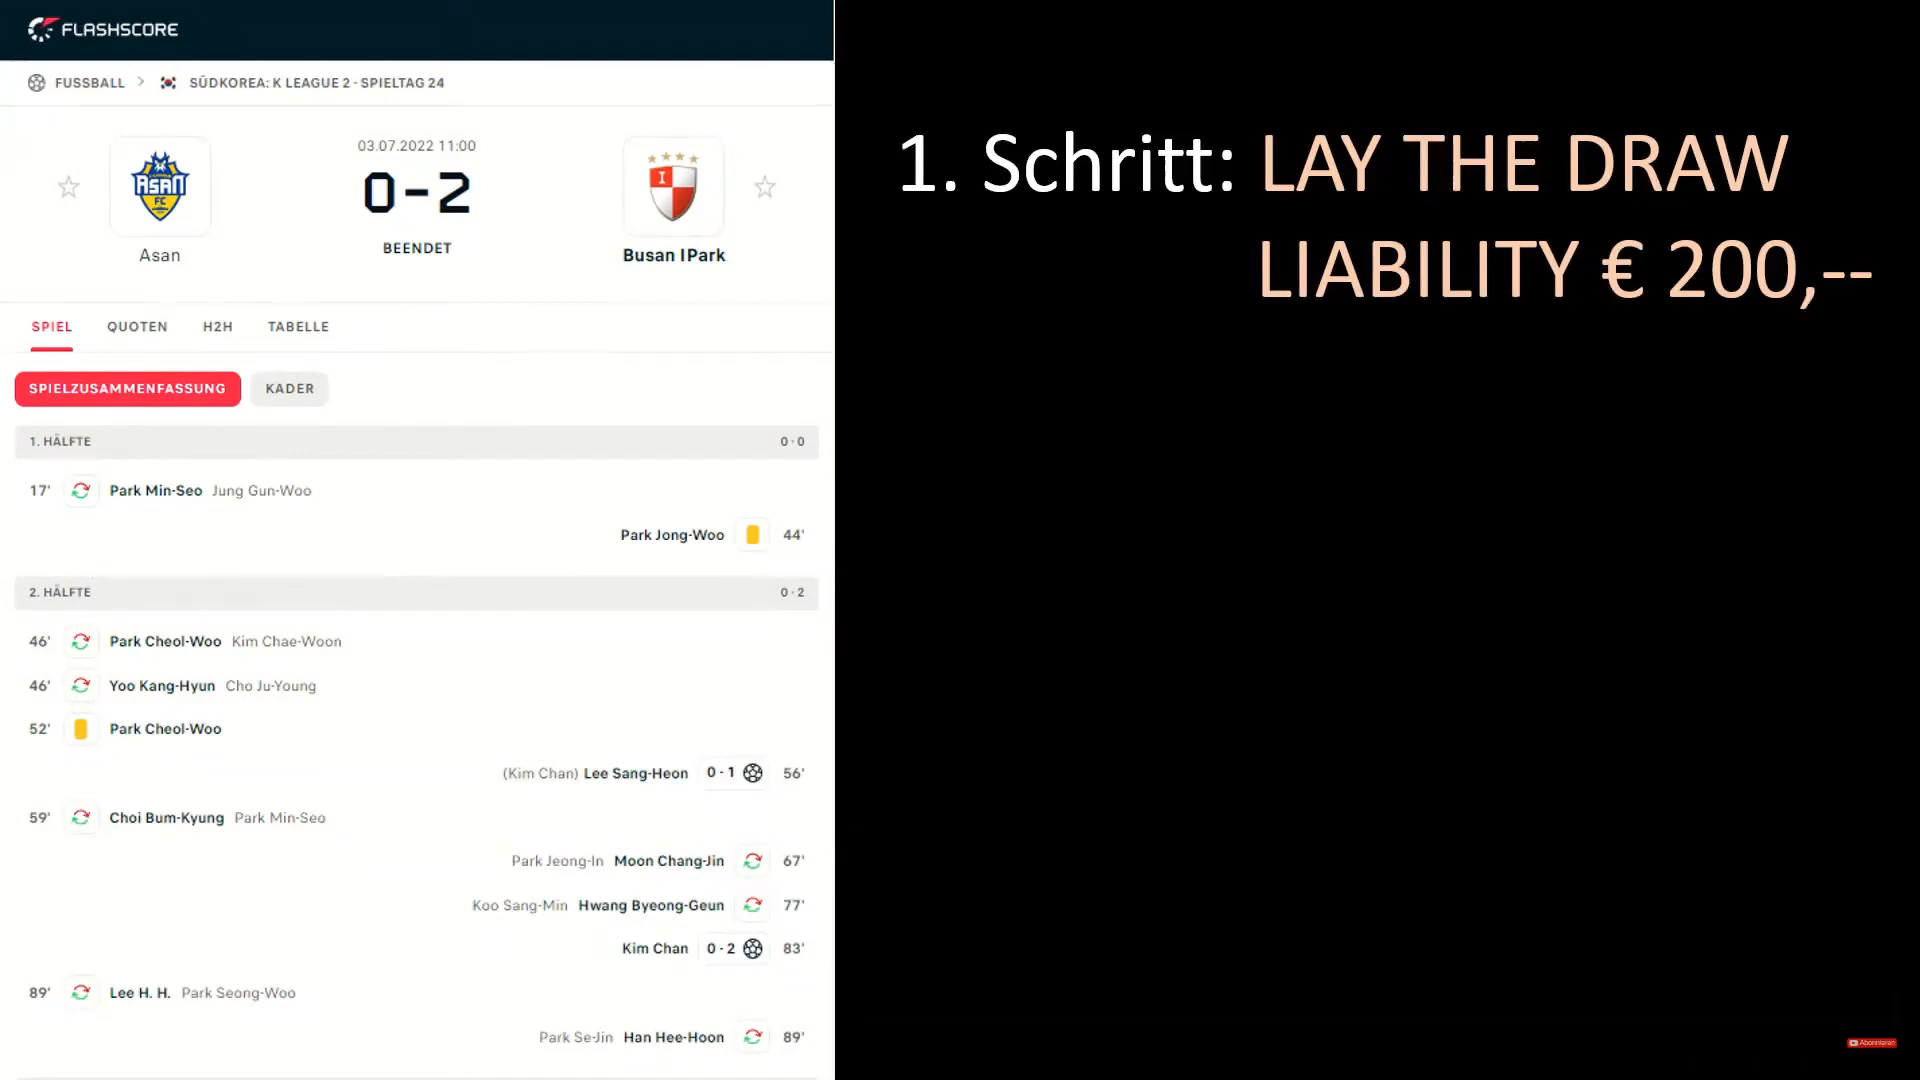 FLASHSCORE
FUSSBALL > SÜDKOREA: K LEAGUE 2 - SPIELTAG 24
03.07.2022 11:00
0-2
BEENDET
ASAN
FC
Asan
I
Busan IPark
SPIEL QUOTEN H2H TABELLE
SPIELZUSAMMENFASSUNG KADER
1. HÄLFTE 0 - 0
17' Park Min-Seo Jung Gun-Woo
Park Jong-Woo 44'
2. HÄLFTE 0 - 2
46' Park Cheol-Woo Kim Chae-Woon
46' Yoo Kang-Hyun Cho Ju-Young
52' Park Cheol-Woo
(Kim Chan) Lee Sang-Heon 0 - 1 56'
59' Choi Bum-Kyung Park Min-Seo
Park Jeong-In Moon Chang-Jin 67'
Koo Sang-Min Hwang Byeong-Geun 77'
Kim Chan 0 - 2 83'
89' Lee H. H. Park Seong-Woo
Park Se-Jin Han Hee-Hoon 89'
1. Schritt: LAY THE DRAW
LIABILITY € 200,--
Abonnieren